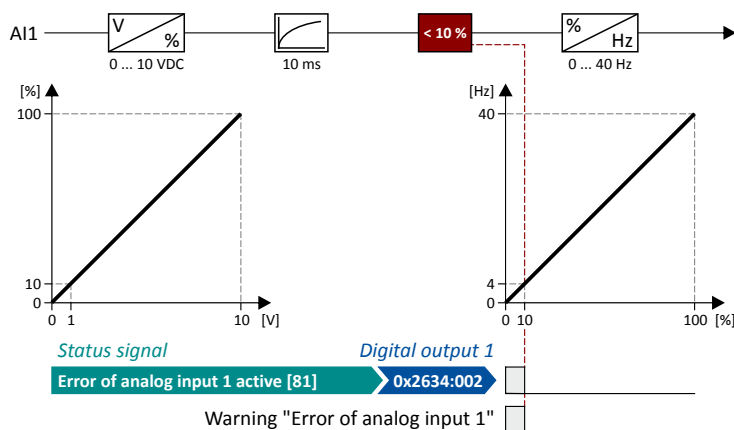 AI1
V
%
< 10 %
%
Hz
0 ... 10 VDC
10 ms
0 ... 40 Hz
[%]
100
10
0
0 1 10 [V]
[Hz]
40
4
0
0 10 100 [%]
Status signal
Digital output 1
Error of analog input 1 active [81]
0x2634:002
Warning "Error of analog input 1"